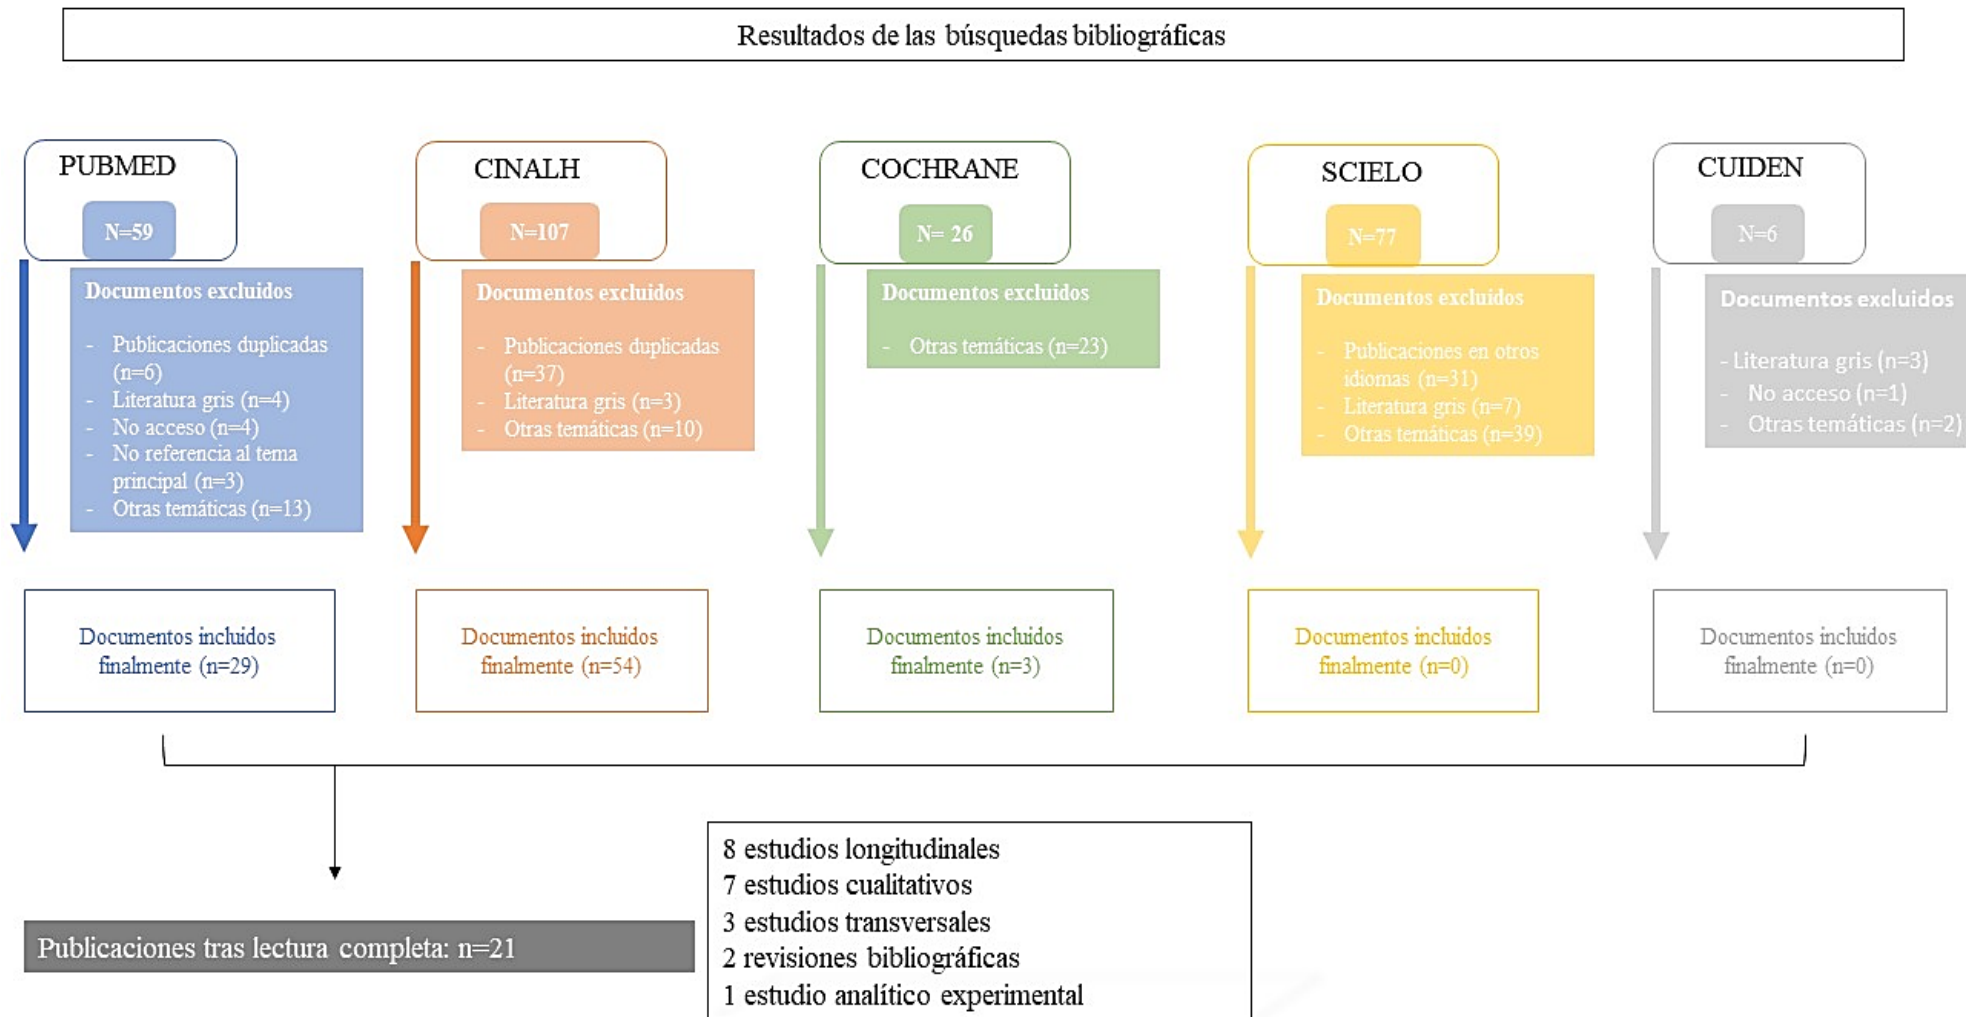 Resultados de las búsquedas bibliográficas
PUBMED
N=59
Documentos excluidos
- Publicaciones duplicadas
(n=6)
- Literatura gris (n=4)
- No acceso (n=4)
- No referencia al tema
principal (n=3)
- Otras temáticas (n=13)
Documentos incluidos
finalmente (n=29)
CINALH
N=107
Documentos excluidos
- Publicaciones duplicadas
(n=37)
- Literatura gris (n=3)
- Otras temáticas (n=10)
Documentos incluidos
finalmente (n=54)
COCHRANE
N= 26
Documentos excluidos
- Otras temáticas (n=23)
Documentos incluidos
finalmente (n=3)
SCIELO
N=77
Documentos excluidos
- Publicaciones en otros
idiomas (n=31)
- Literatura gris (n=7)
- Otras temáticas (n=39)
Documentos incluidos
finalmente (n=0)
CUIDEN
N=6
Documentos excluidos
- Literatura gris (n=3)
- No acceso (n=1)
- Otras temáticas (n=2)
Documentos incluidos
finalmente (n=0)
Publicaciones tras lectura completa: n=21
8 estudios longitudinales
7 estudios cualitativos
3 estudios transversales
2 revisiones bibliográficas
1 estudio analítico experimental